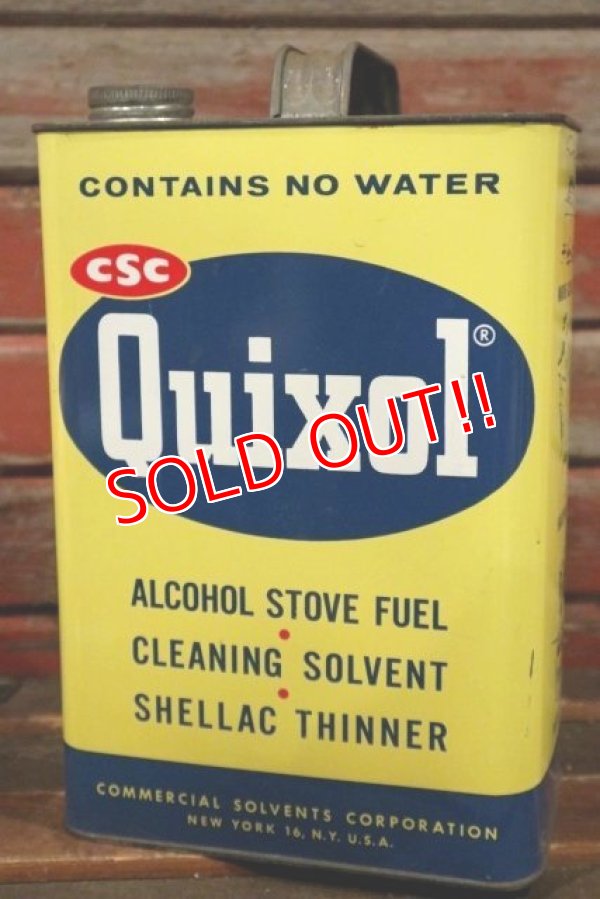 CONTAINS NO WATER
CSC
Quixol®
SOLD OUT!!
ALCOHOL STOVE FUEL
•
CLEANING SOLVENT
•
SHELLAC THINNER
COMMERCIAL SOLVENTS CORPORATION
NEW YORK 16, N.Y. U.S.A.